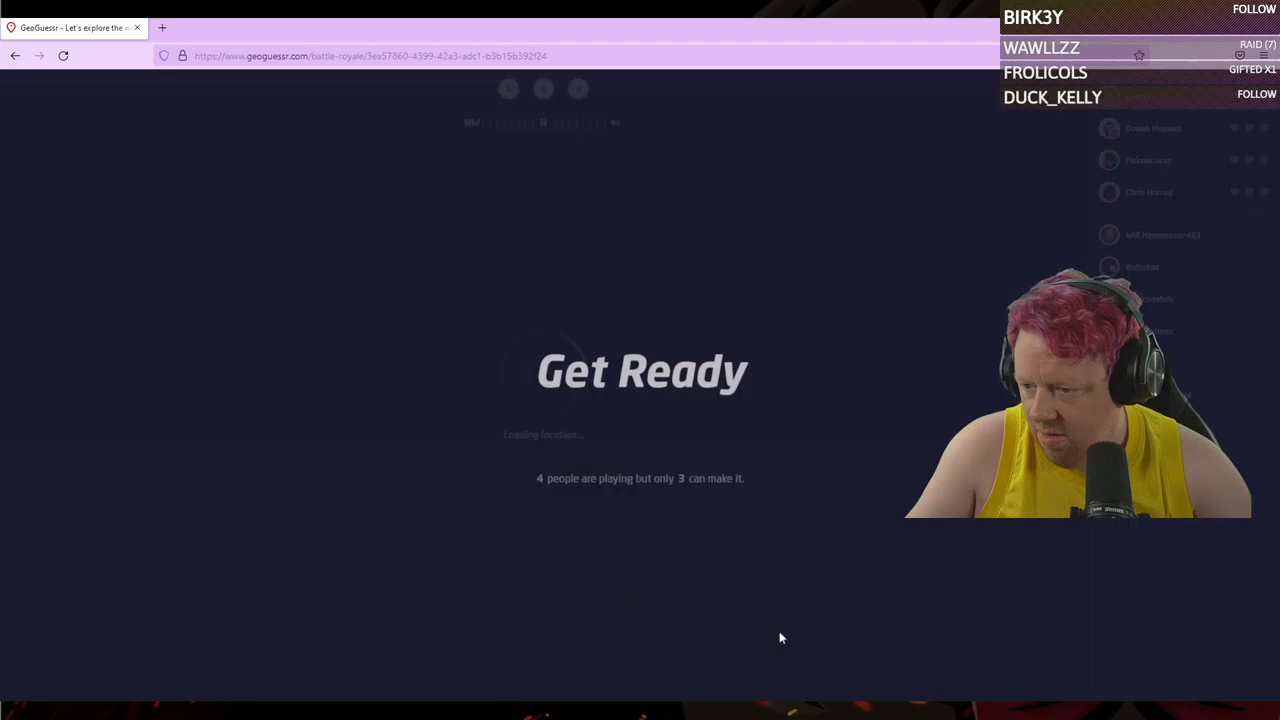 BIRK3Y
FOLLOW
GeoGuessr - Let's explore the w
WAWLLZZ
RAID (7)
https://www.geoguessr.com/battle-royale/3ea57860-4399-42a3-adc1-b3b15b392f24
FROLICOLS
GIFTED X1
DUCK_KELLY
FOLLOW
NW
N
Chris Harrod
Get Ready
Loading location...
4 people are playing but only 3 can make it.